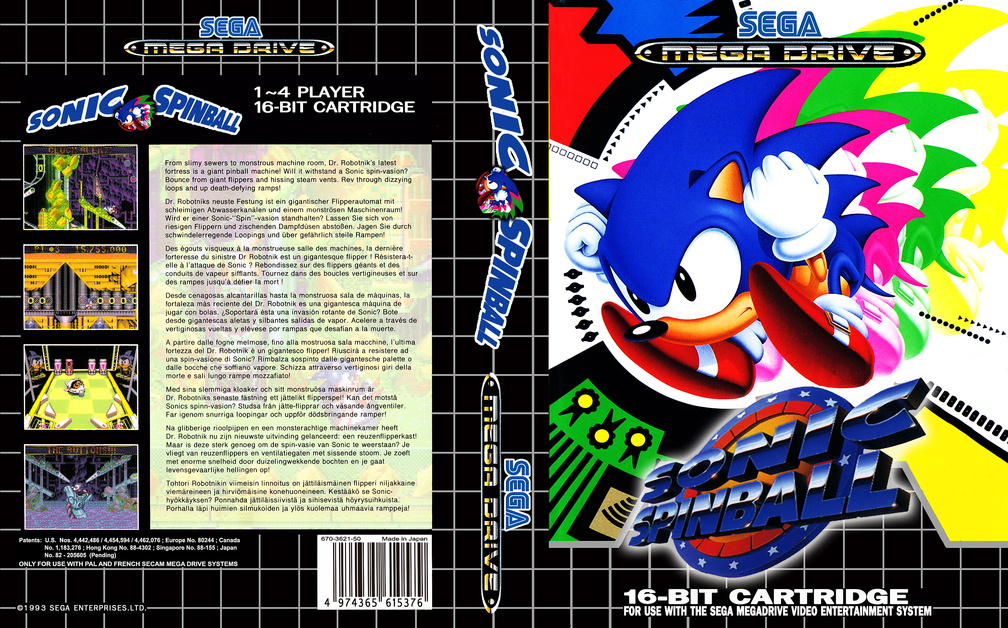 SEGA
MEGA DRIVE
SONIC SPINBALL
1~4 PLAYER
16-BIT CARTRIDGE
P1 *3 15,755,000
From slimy sewers to monstrous machine room, Dr. Robotnik's latest
fortress is a giant pinball machine! Will it withstand a Sonic spin-vasion?
Bounce from giant flippers and hissing steam vents. Rev through dizzying
loops and up death-defying ramps!
Dr. Robotniks neuste Festung ist ein gigantischer Flipperautomat mit
schleimigen Abwasserkanälen und einem monströsen Maschinenraum!
Wird er einer Sonic-"Spin"-vasion standhalten? Lassen Sie sich von
riesigen Flippern und zischenden Dampfdüsen abstoßen. Jagen Sie durch
schwindelerregende Loopings und über gefährlich steile Rampen!
Des égouts visqueux à la monstrueuse salle des machines, la dernière
forteresse du sinistre Dr Robotnik est un gigantesque flipper ! Résistera-t-
elle à l'attaque de Sonic ? Rebondissez sur des flippers géants et des
conduits de vapeur sifflants. Tournez dans des boucles vertigineuses et sur
des rampes jusqu'à défier la mort !
Desde cenagosas alcantarillas hasta la monstruosa sala de máquinas, la
fortaleza más reciente del Dr. Robotnik es una gigantesca máquina de
jugar con bolas. ¿Soportará ésta una invasión rotante de Sonic? Bote
desde gigantescas aletas y silbantes salidas de vapor. Acelere a través de
vertiginosas vueltas y elévese por rampas que desafian a la muerte.
A partire dalle fogne melmose, fino alla mostruosa sala macchine, l'ultima
fortezza del Dr. Robotnik è un gigantesco flipper! Riuscirà a resistere ad
una spin-vasione di Sonic? Rimbalza sospinto dalle gigantesche palette o
dalle bocche che soffiano vapore. Schizza attraverso vertiginosi giri della
morte e sali lungo rampe mozzafiato!
Med sina slemmiga kloaker och sitt monstruosa maskinrum är
Dr. Robotniks senaste fästning ett jättelikt flipperspel! Kan det motstå
Sonics spinn-vasion? Studsa från jätte-flipprar och väsande ångventiler.
Far igenom snurriga loopingar och uppför dödsbringande ramper!
Na glibberige rioolpijpen en een monsterachtige machinekamer heeft
Dr. Robotnik nu zijn nieuwste uitvinding gelanceerd: een reuzenflipperkast!
Maar is deze sterk genoeg om de spin-vasie van Sonic te weerstaan? Je
vliegt van reuzenflippers en ventilatiegaten met sissende stoom. Je zoeft
met enorme snelheid door duizelingwekkende bochten en je gaat
levensgevaarlijke hellingen op!
Tohtori Robotnikin viimeisin linnoitus on jättiläismäinen flipperi niljakkaine
viemäreineen ja hirviömäisine konehuoneineen. Kestääkö se Sonic-
hyökkäyksen? Ponnahda jättiläissiivistä ja sihisevistä höyrysuihkuista.
Porhalla läpi huimien silmukoiden ja ylös kuolemaa uhmaavia ramppeja!
Patents: U.S. Nos. 4,442,486 / 4,454,594 / 4,462,076 ; Europe No. 80244 ; Canada
No. 1,183,276 ; Hong Kong No. 88-4302 ; Singapore No. 88-155 ; Japan
No. 82 - 205605 (Pending)
ONLY FOR USE WITH PAL AND FRENCH SECAM MEGA DRIVE SYSTEMS
670-3621-50 Made in Japan
4 974365 615376
©1993 SEGA ENTERPRISES.LTD.
SONIC SPINBALL
SEGA
MEGA DRIVE
SEGA
MEGA DRIVE
SONIC
SPINBALL
16-BIT CARTRIDGE
FOR USE WITH THE SEGA MEGADRIVE VIDEO ENTERTAINMENT SYSTEM